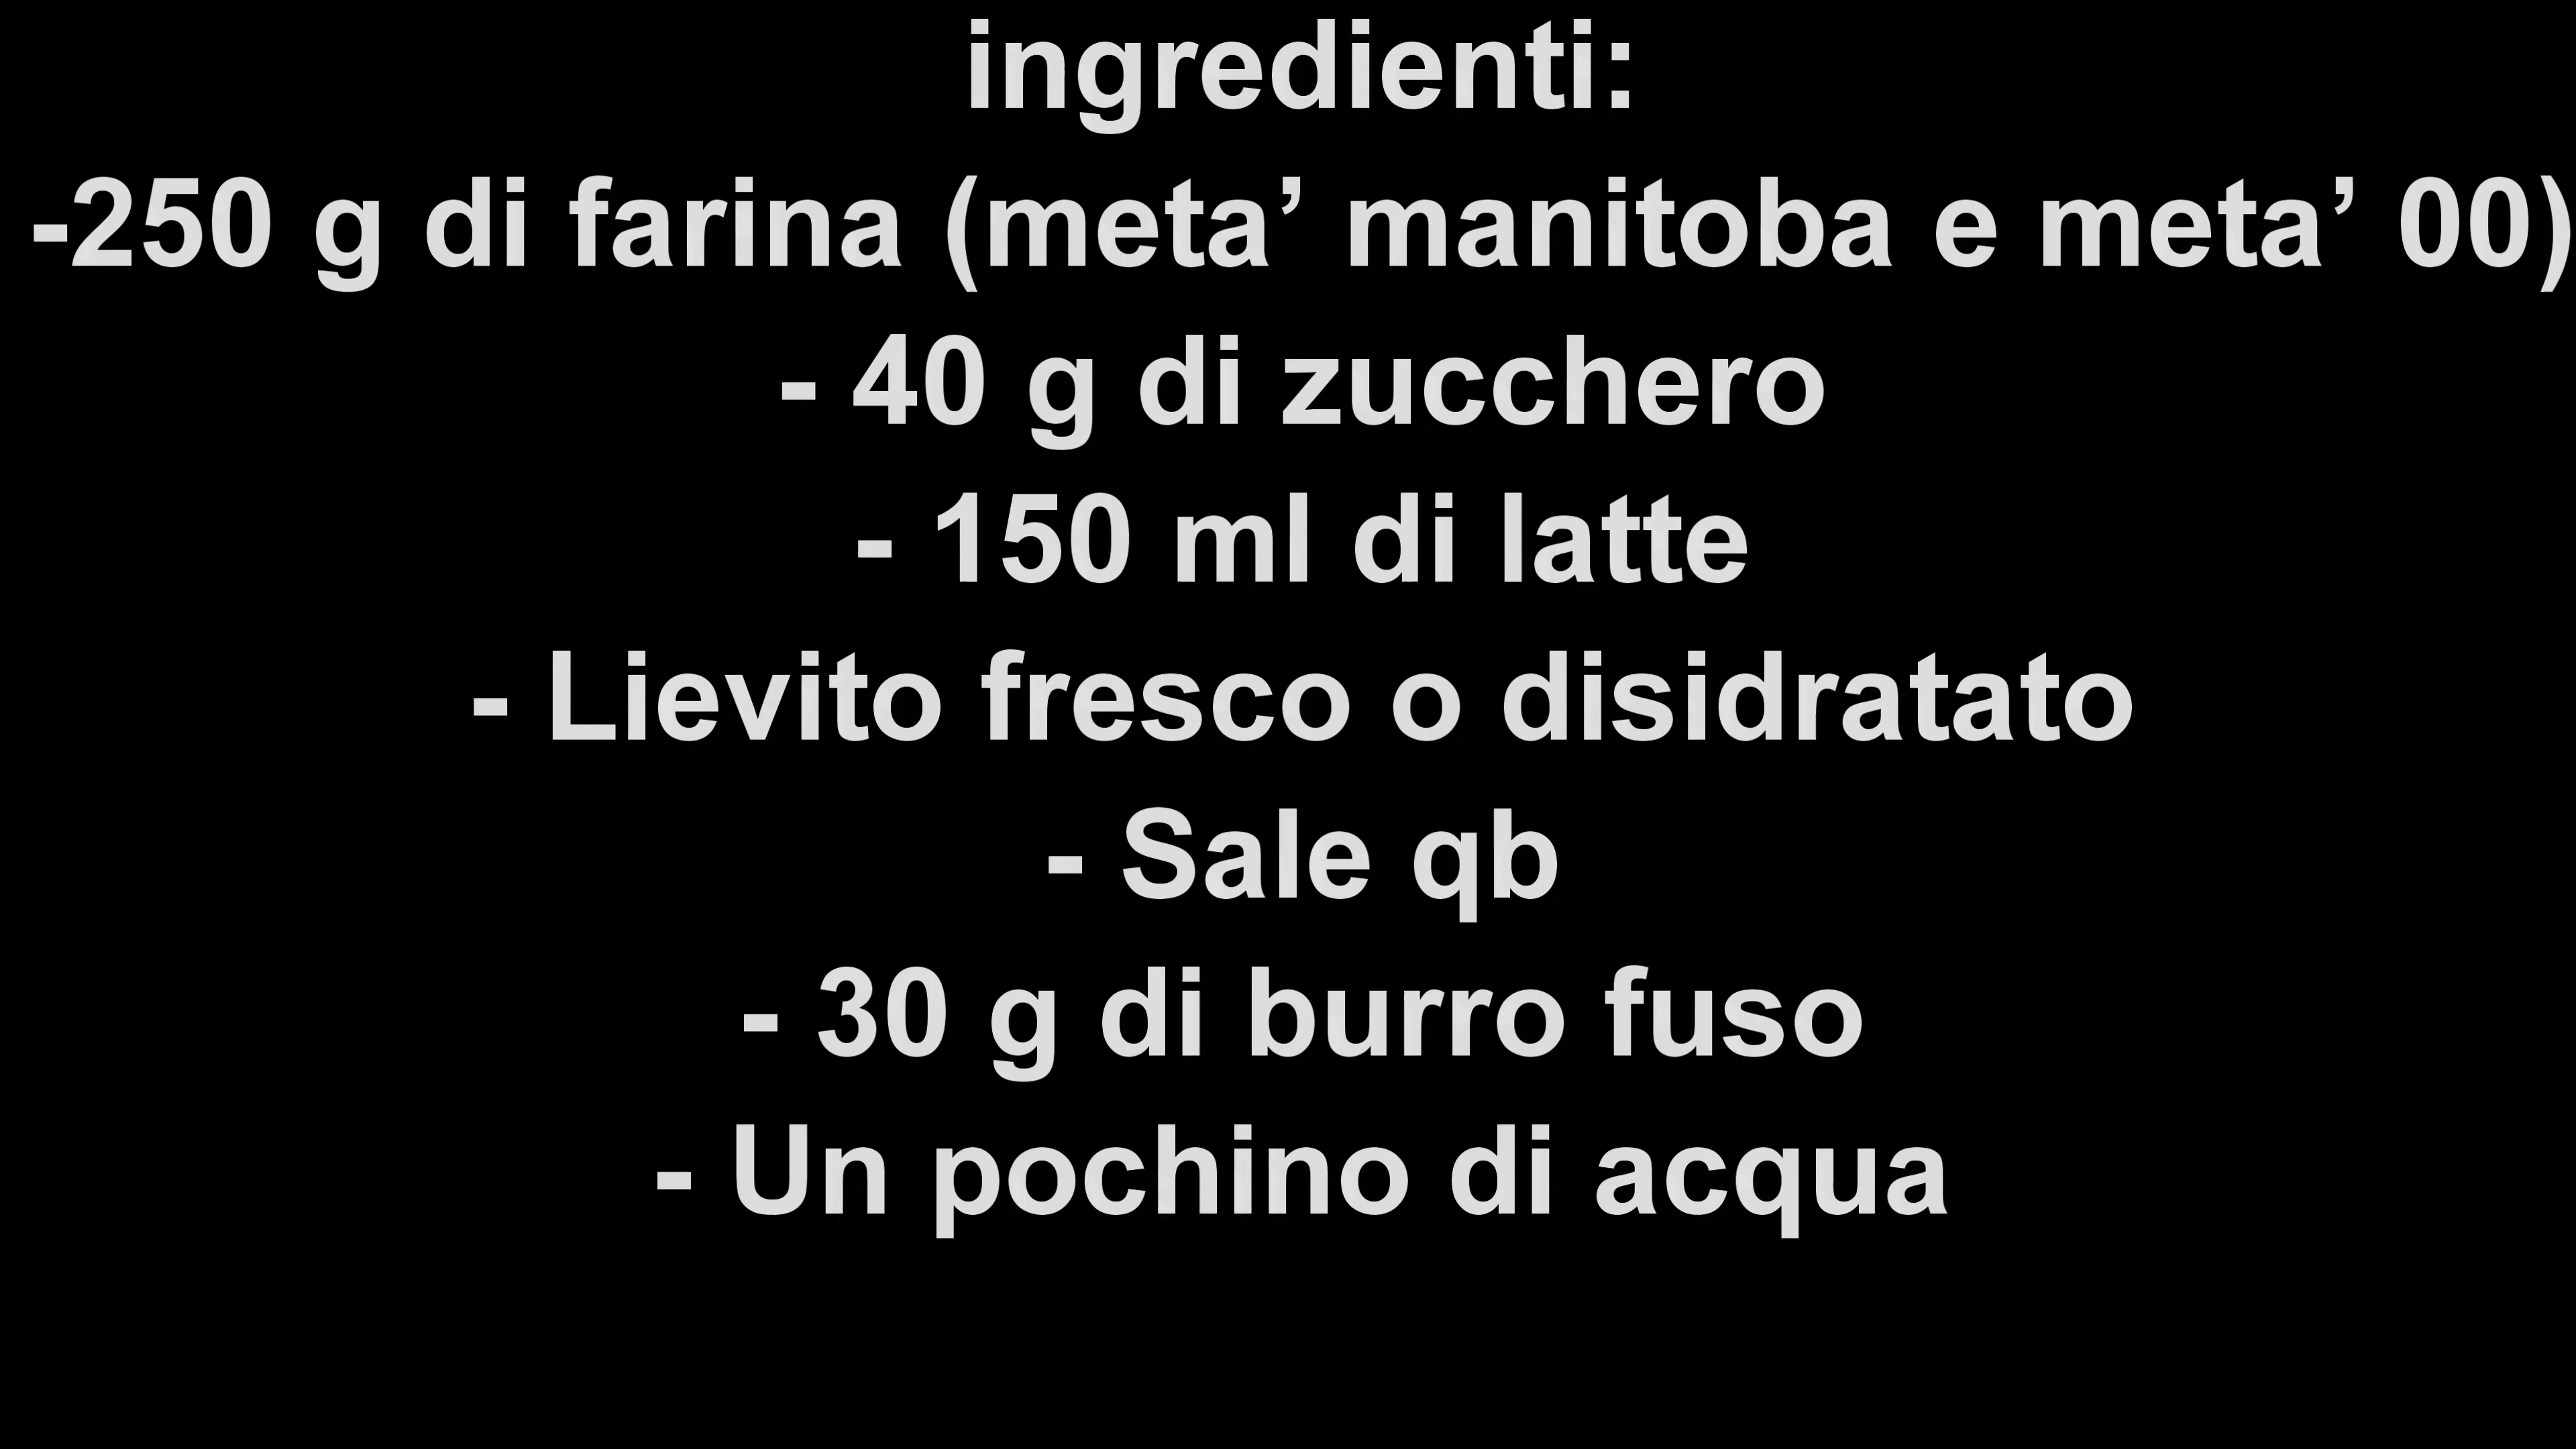 ingredienti:
-250 g di farina (meta’ manitoba e meta’ 00)
- 40 g di zucchero
- 150 ml di latte
- Lievito fresco o disidratato
- Sale qb
- 30 g di burro fuso
- Un pochino di acqua